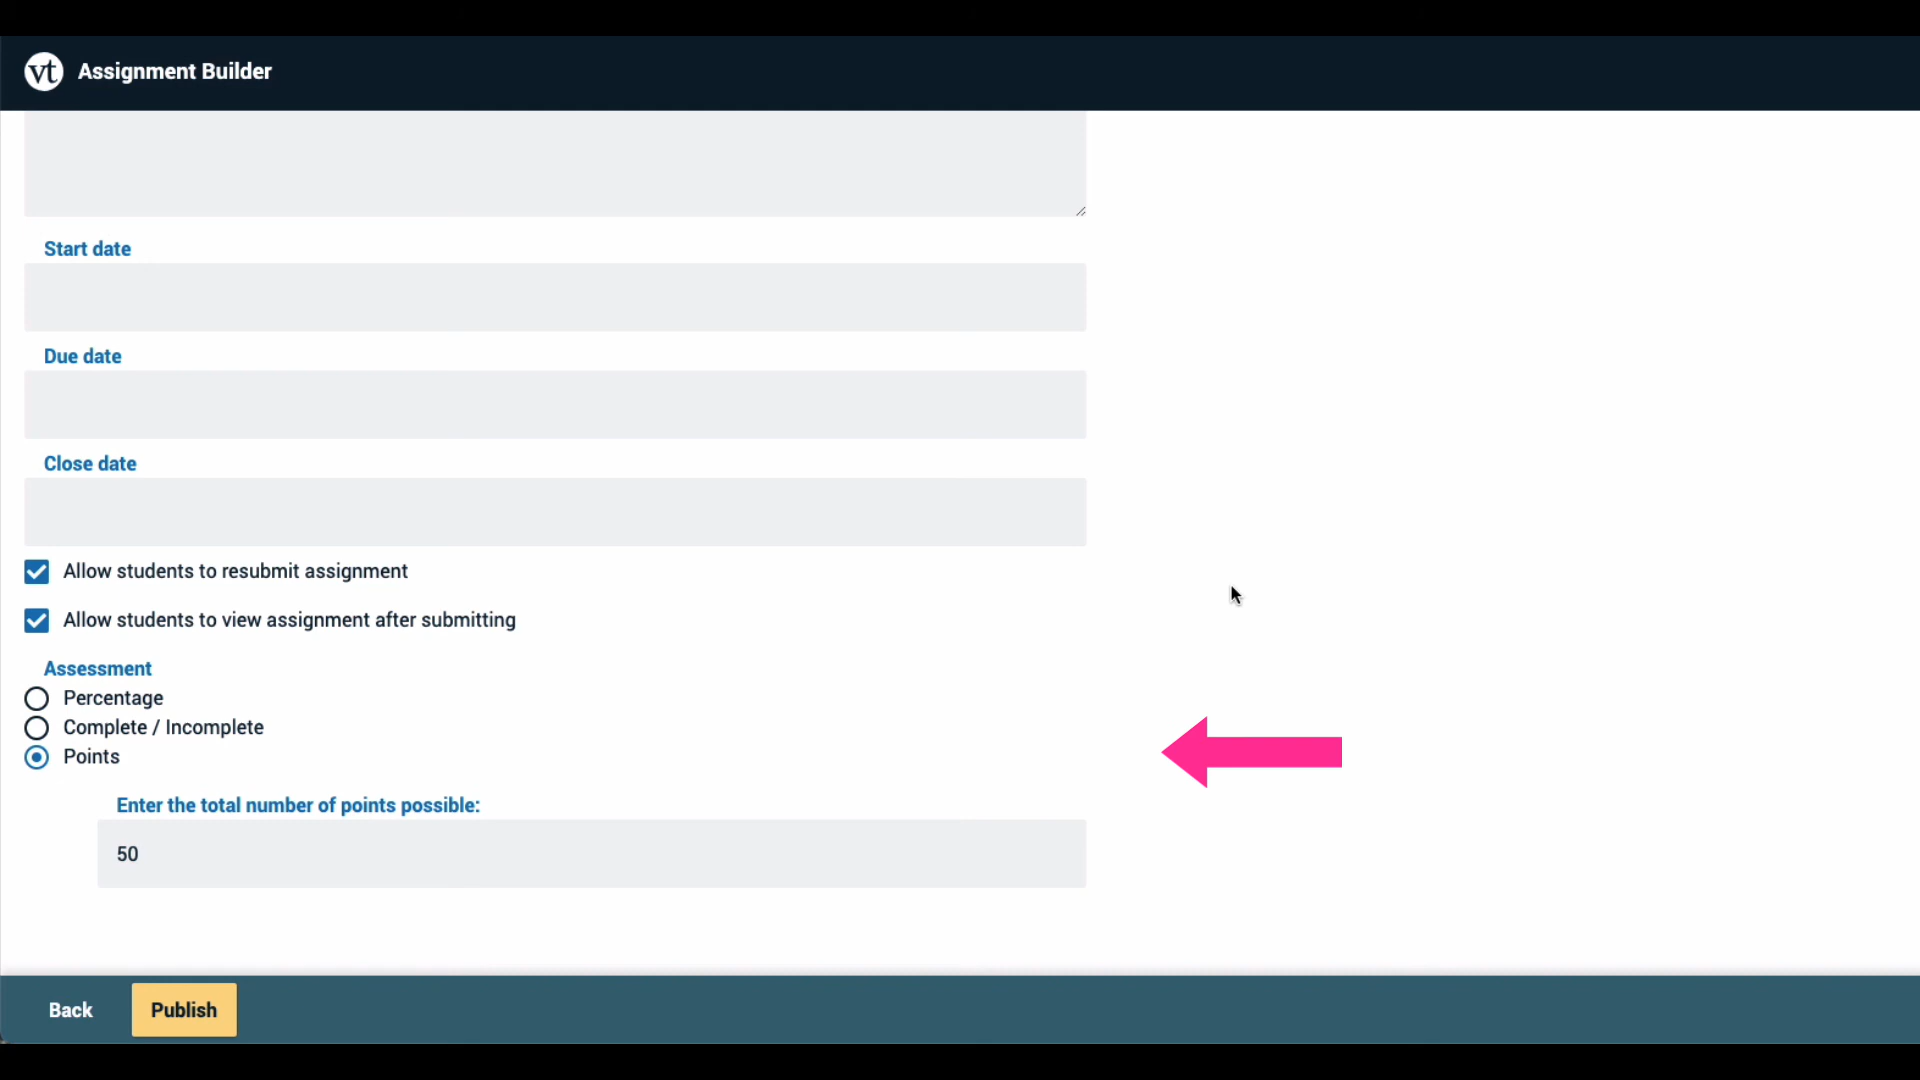 vt Assignment Builder
Start date
Due date
Close date
Allow students to resubmit assignment
Allow students to view assignment after submitting
Assessment
Percentage
Complete / Incomplete
Points
Enter the total number of points possible:
50
Back Publish